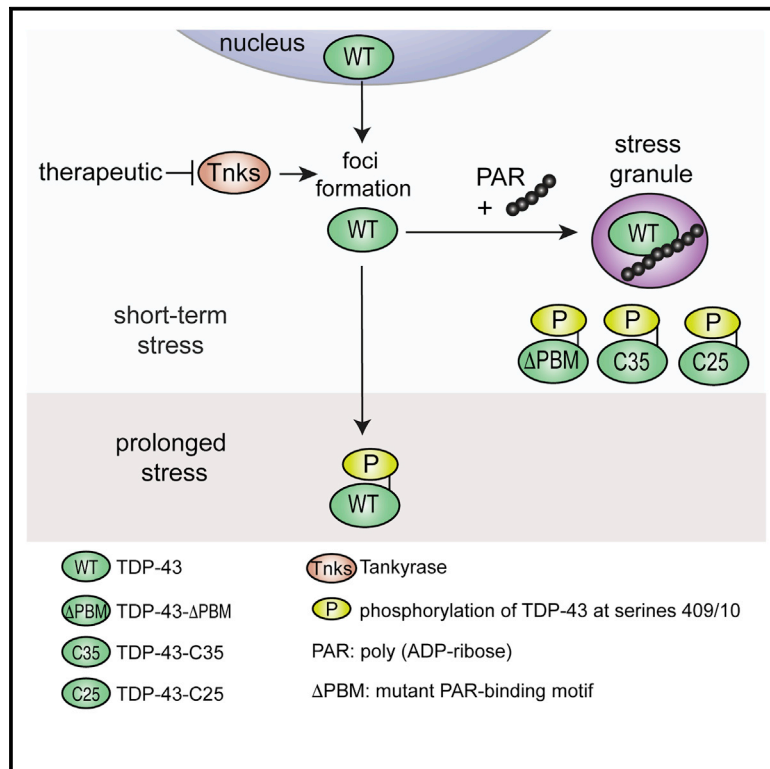 nucleus
WT
therapeutic
Tnks
foci
formation
WT
PAR
+
stress
granule
WT
short-term
stress
P
P
P
ΔPBM
C35
C25
prolonged
stress
P
WT
WT TDP-43
ΔPBM TDP-43-ΔPBM
C35 TDP-43-C35
C25 TDP-43-C25
Tnks Tankyrase
P phosphorylation of TDP-43 at serines 409/10
PAR: poly (ADP-ribose)
ΔPBM: mutant PAR-binding motif